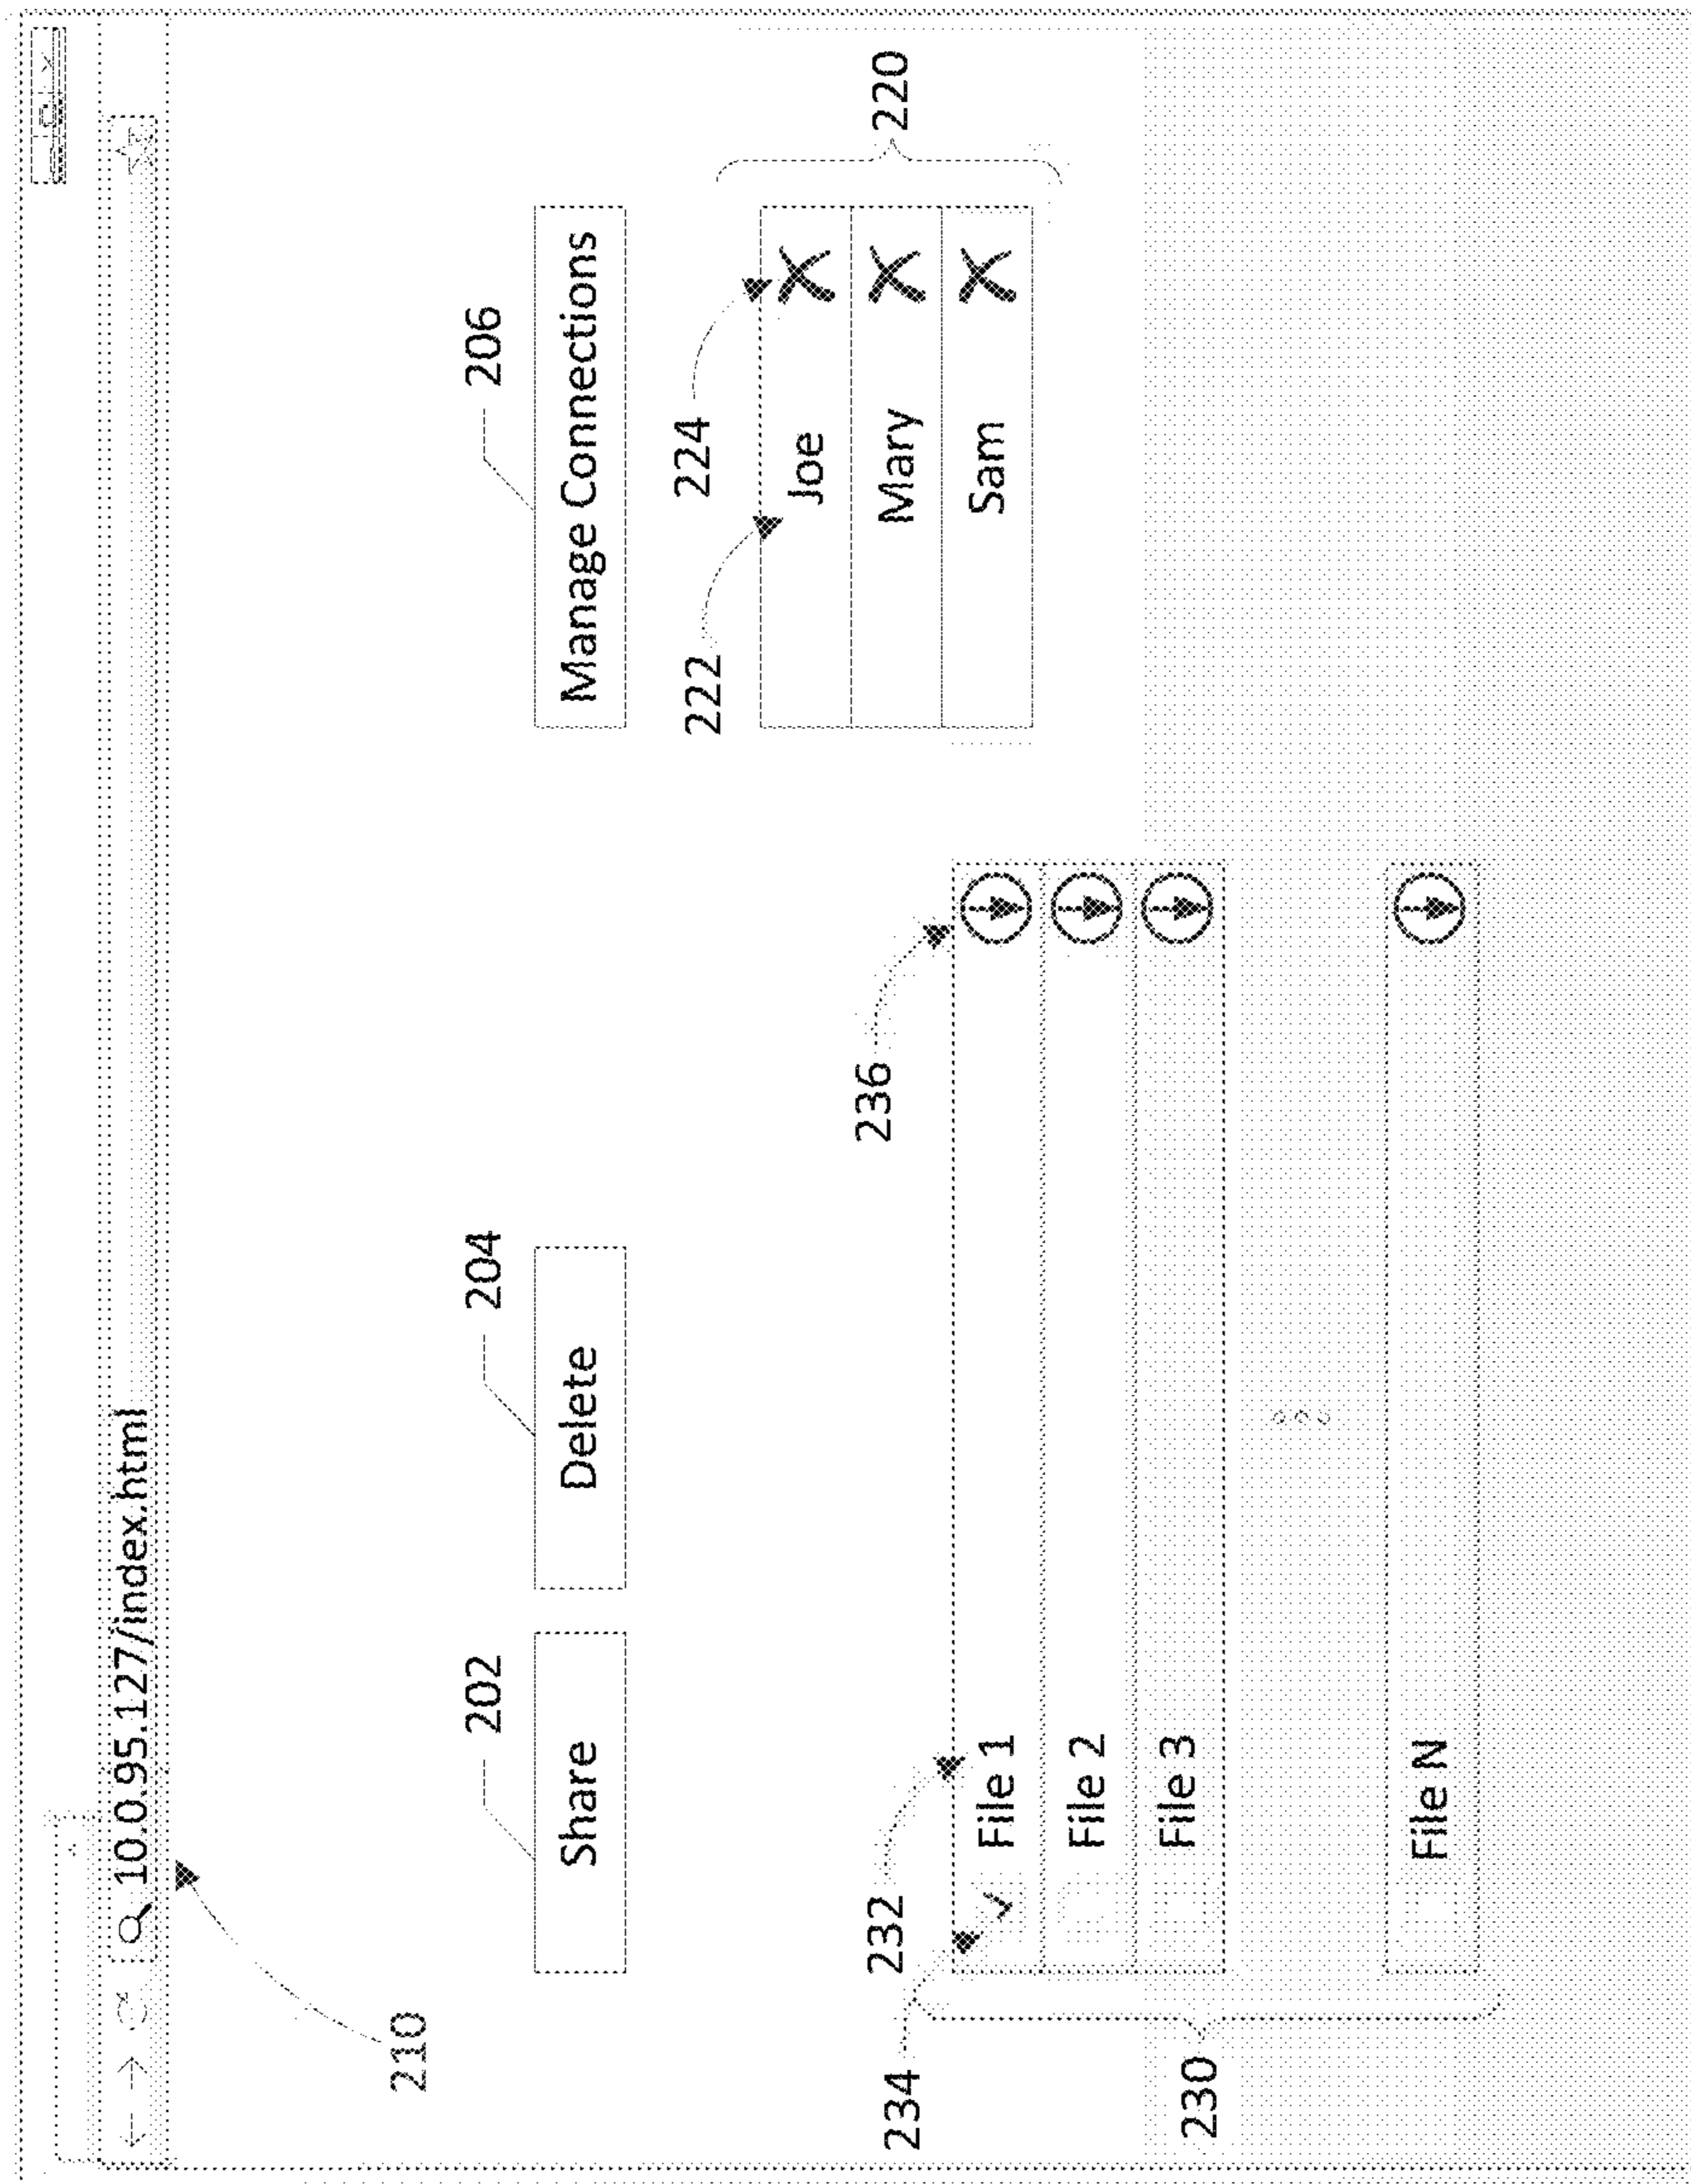 10.0.95.127/index.html
210
202
204
206
Share
Delete
Manage Connections
222
224
Joe
Mary
Sam
220
234
232
236
File 1
File 2
File 3
File N
230